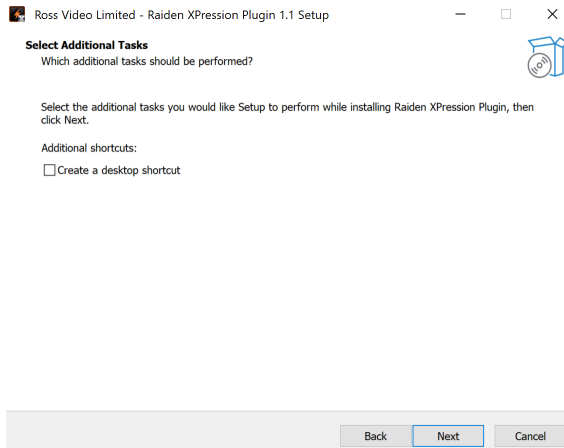 Ross Video Limited - Raiden XPression Plugin 1.1 Setup
Select Additional Tasks
Which additional tasks should be performed?
Select the additional tasks you would like Setup to perform while installing Raiden XPression Plugin, then
click Next.
Additional shortcuts:
Create a desktop shortcut
Back Next Cancel